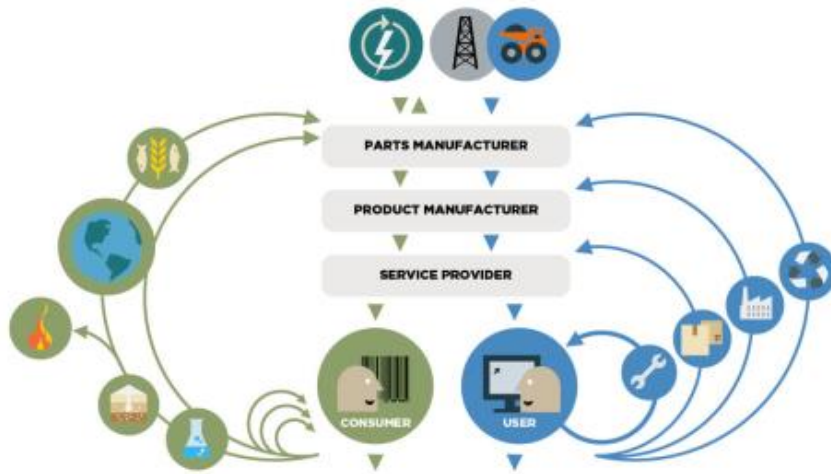 PARTS MANUFACTURER
PRODUCT MANUFACTURER
SERVICE PROVIDER
CONSUMER
USER